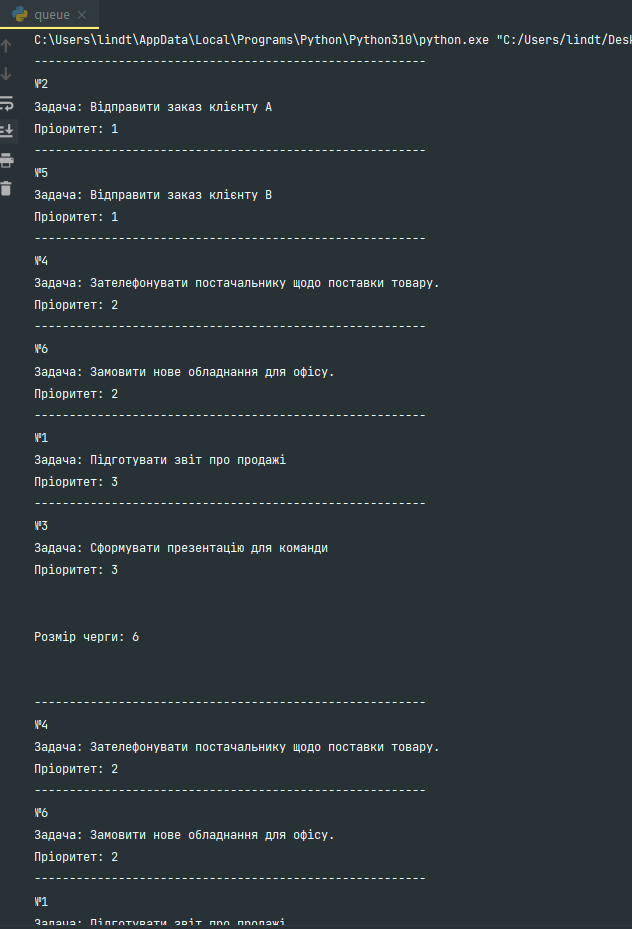 queue
C:\Users\lindt\AppData\Local\Programs\Python\Python310\python.exe "C:/Users/lindt/Desk
--------------------------------------------------------
№2
Задача: Відправити заказ клієнту А
Пріоритет: 1
--------------------------------------------------------
№5
Задача: Відправити заказ клієнту В
Пріоритет: 1
--------------------------------------------------------
№4
Задача: Зателефонувати постачальнику щодо поставки товару.
Пріоритет: 2
--------------------------------------------------------
№6
Задача: Замовити нове обладнання для офісу.
Пріоритет: 2
--------------------------------------------------------
№1
Задача: Підготувати звіт про продажі
Пріоритет: 3
--------------------------------------------------------
№3
Задача: Сформувати презентацію для команди
Пріоритет: 3
Розмір черги: 6
--------------------------------------------------------
№4
Задача: Зателефонувати постачальнику щодо поставки товару.
Пріоритет: 2
--------------------------------------------------------
№6
Задача: Замовити нове обладнання для офісу.
Пріоритет: 2
--------------------------------------------------------
№1
Задача: Підготувати звіт про продажі